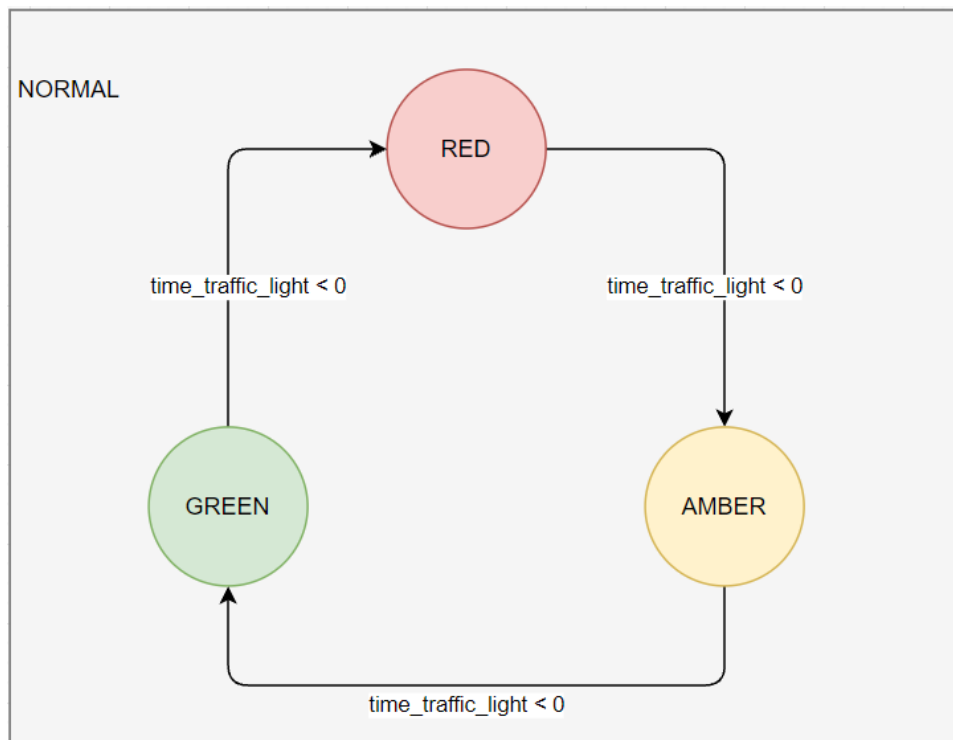 NORMAL
RED
time_traffic_light < 0
time_traffic_light < 0
GREEN
AMBER
time_traffic_light < 0